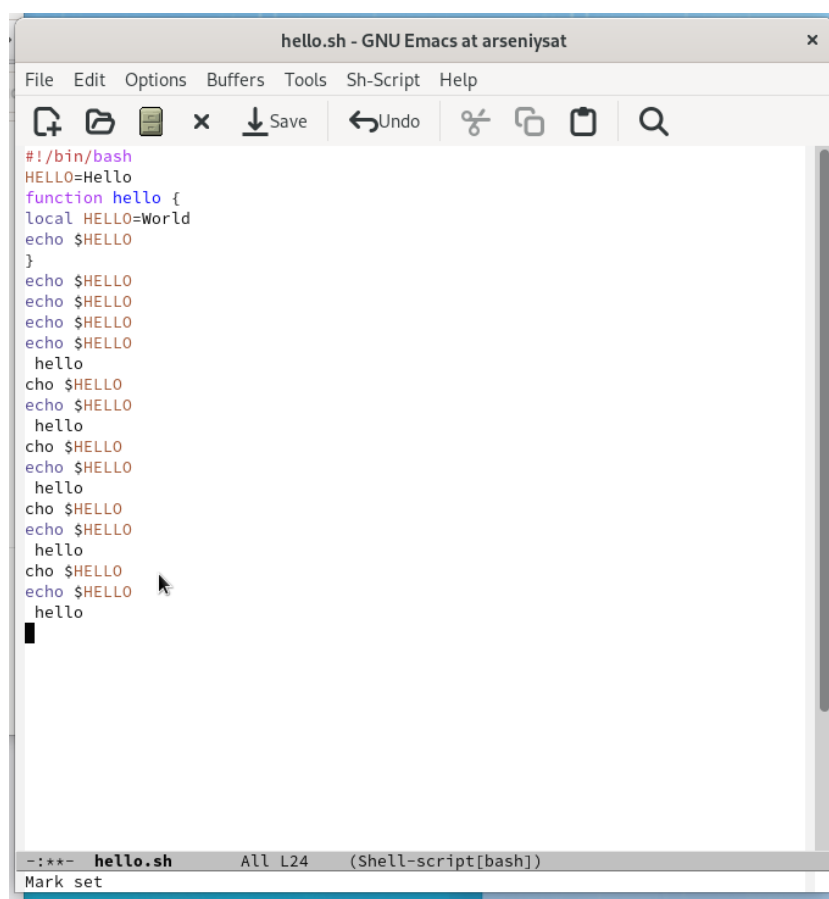 hello.sh - GNU Emacs at arseniysat
File Edit Options Buffers Tools Sh-Script Help
Save Undo
#!/bin/bash
HELLO=Hello
function hello {
local HELLO=World
echo $HELLO
}
echo $HELLO
echo $HELLO
echo $HELLO
echo $HELLO
 hello
cho $HELLO
echo $HELLO
 hello
cho $HELLO
echo $HELLO
 hello
cho $HELLO
echo $HELLO
 hello
cho $HELLO
echo $HELLO
 hello
-:**- hello.sh All L24 (Shell-script[bash])
Mark set